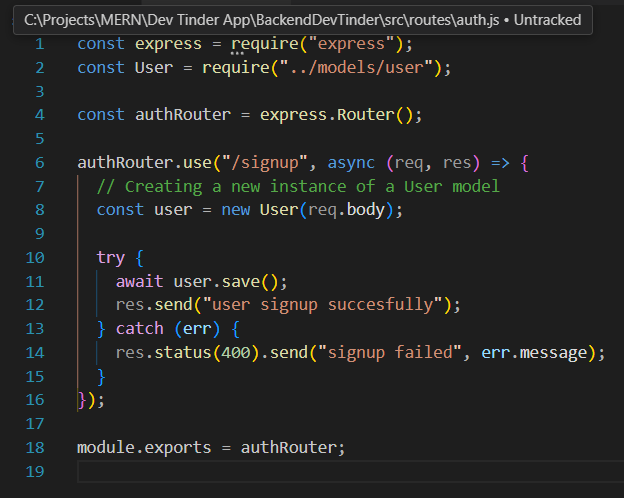 C:\Projects\MERN\Dev Tinder App\BackendDevTinder\src\routes\auth.js • Untracked
1 const express = require("express");
2 const User = require("../models/user");
3
4 const authRouter = express.Router();
5
6 authRouter.use("/signup", async (req, res) => {
7   // Creating a new instance of a User model
8   const user = new User(req.body);
9
10   try {
11     await user.save();
12     res.send("user signup succesfully");
13   } catch (err) {
14     res.status(400).send("signup failed", err.message);
15   }
16 });
17
18 module.exports = authRouter;
19